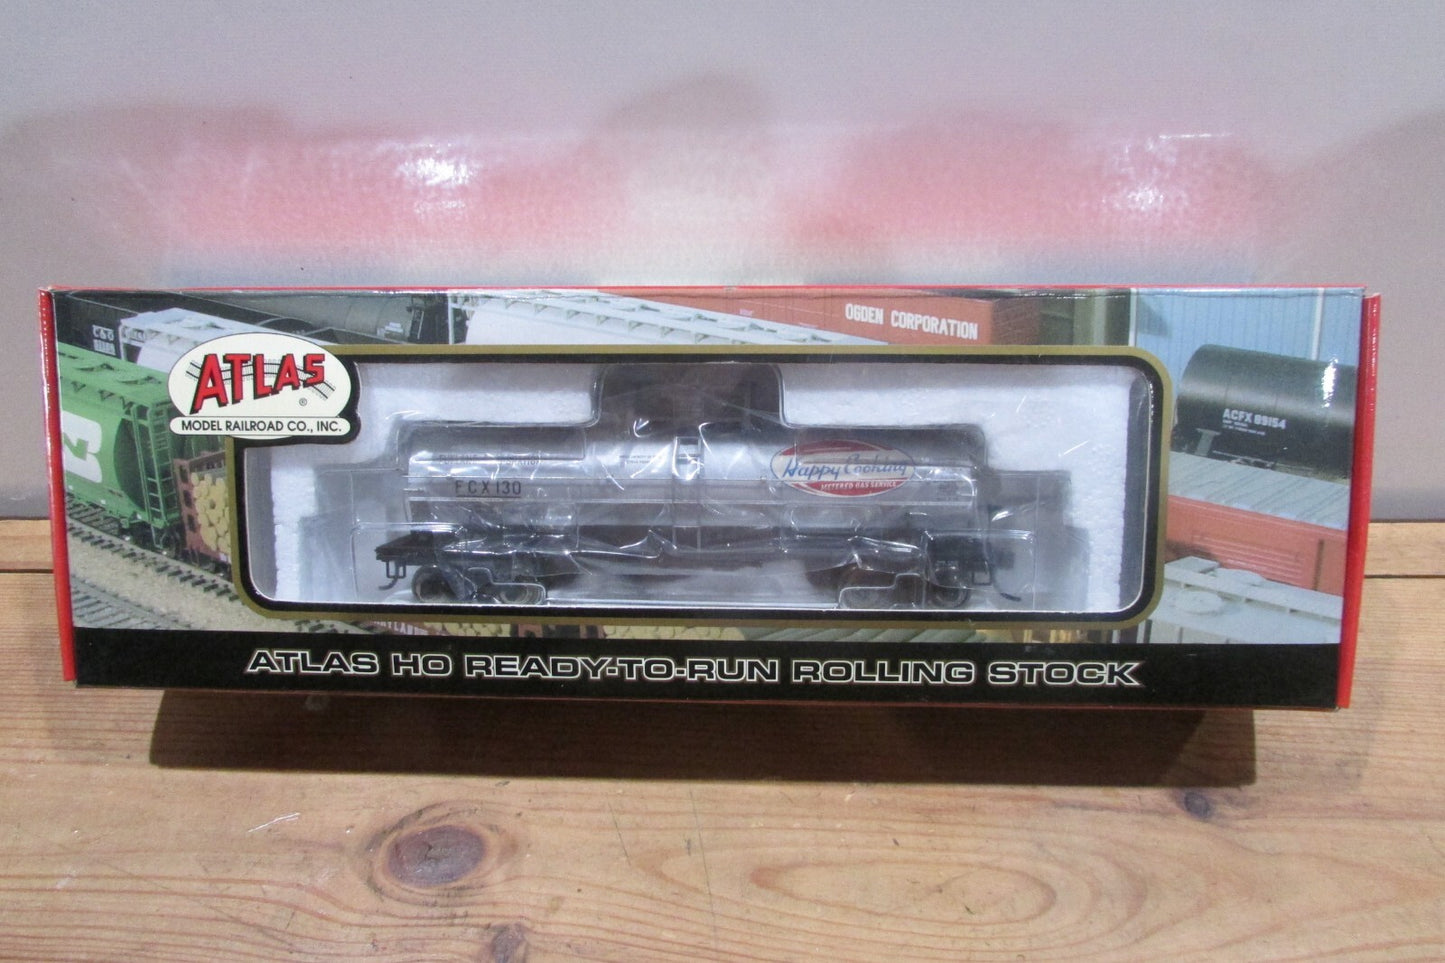 OGDEN CORPORATION
C&O
ATLAS
®
MODEL RAILROAD CO., INC.
ACFX 89154
Happy Cooking
METERED GAS SERVICE
FCX 130
ATLAS HO READY-TO-RUN ROLLING STOCK